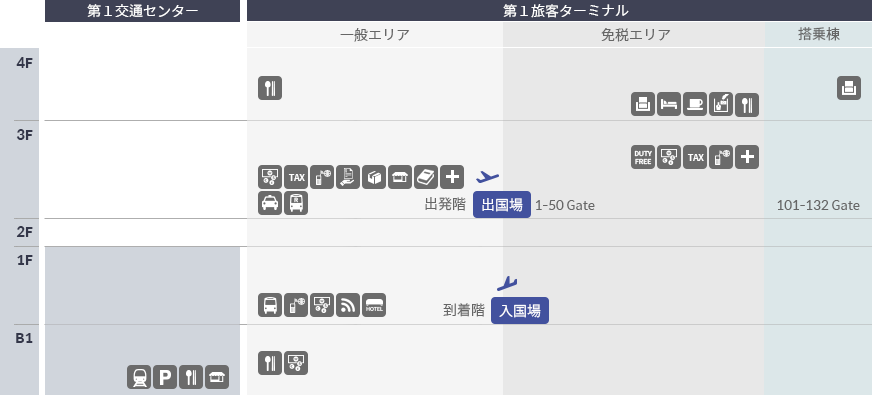 第１交通センター
第１旅客ターミナル
一般エリア
免税エリア
搭乗棟
4F
3F
DUTY
FREE
TAX
TAX
出発階
出国場
1-50 Gate
101-132 Gate
2F
1F
HOTEL
到着階
入国場
B1
P